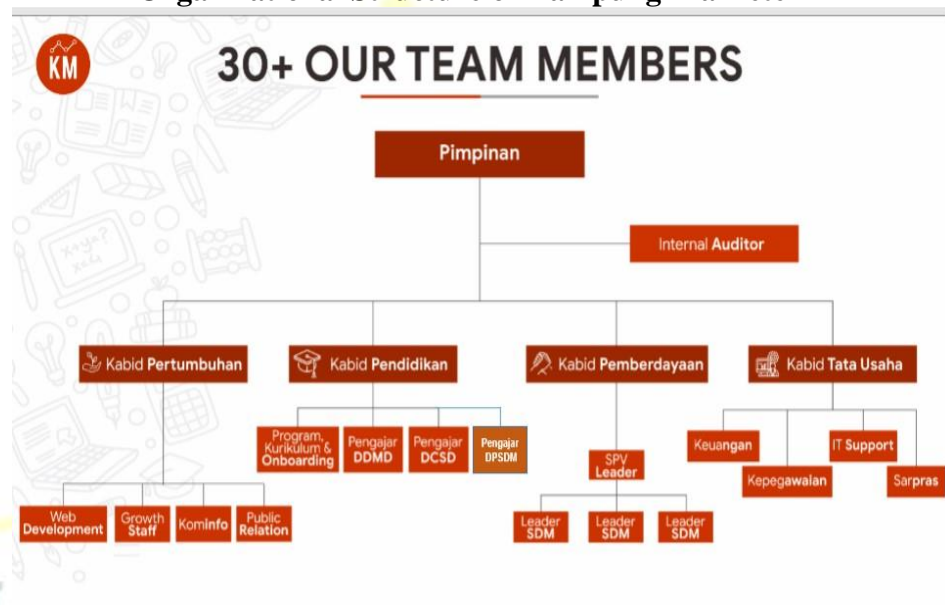 KM
30+ OUR TEAM MEMBERS
Pimpinan
Internal Auditor
Kabid Pertumbuhan
Kabid Pendidikan
Kabid Pemberdayaan
Kabid Tata Usaha
Program,
Kurikulum &
Onboarding
Pengajar
DDMD
Pengajar
DCSD
Pengajar
DPSDM
SPV
Leader
Keuangan
IT Support
Kepegawaian
Sarpras
Web
Development
Growth
Staff
Kominfo
Public
Relation
Leader
SDM
Leader
SDM
Leader
SDM